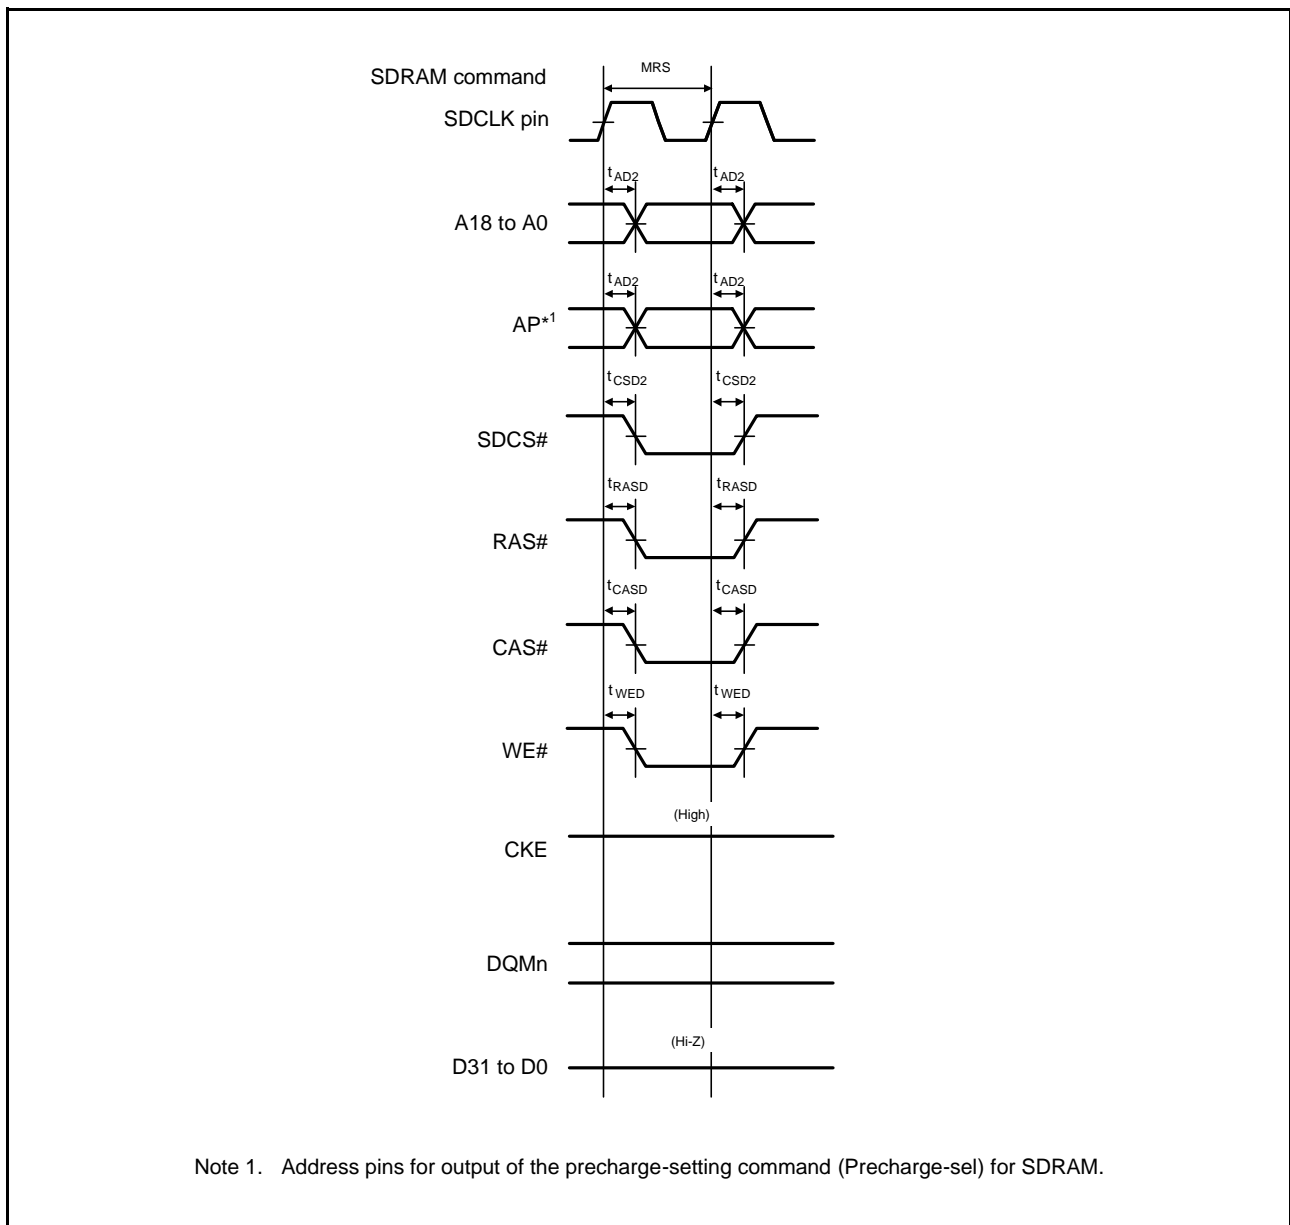 MRS
SDRAM command
SDCLK pin
tAD2 tAD2
A18 to A0
tAD2 tAD2
AP*1
tCSD2 tCSD2
SDCS#
tRASD tRASD
RAS#
tCASD tCASD
CAS#
tWED tWED
WE#
(High)
CKE
DQMn
(Hi-Z)
D31 to D0
Note 1. Address pins for output of the precharge-setting command (Precharge-sel) for SDRAM.